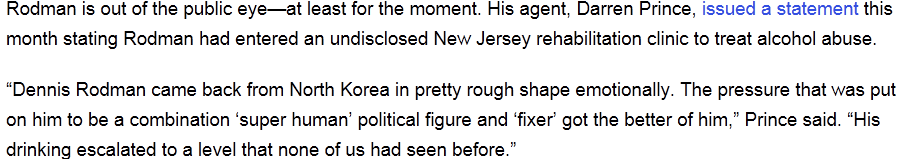 Rodman is out of the public eye—at least for the moment. His agent, Darren Prince, issued a statement this
month stating Rodman had entered an undisclosed New Jersey rehabilitation clinic to treat alcohol abuse.
“Dennis Rodman came back from North Korea in pretty rough shape emotionally. The pressure that was put
on him to be a combination ‘super human’ political figure and ‘fixer’ got the better of him,” Prince said. “His
drinking escalated to a level that none of us had seen before.”